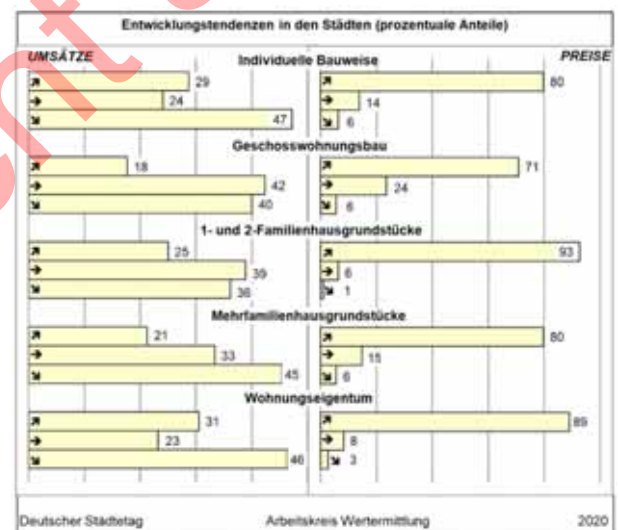 Entwicklungstendenzen in den Städten (prozentuale Anteile)
UMSÄTZE PREISE
Individuelle Bauweise
↗ 29 ↗ 80
→ 24 → 14
↘ 47 ↘ 6
Geschosswohnungsbau
↗ 18 ↗ 71
→ 42 → 24
↘ 40 ↘ 6
1- und 2-Familienhausgrundstücke
↗ 25 ↗ 93
→ 39 → 6
↘ 36 ↘ 1
Mehrfamilienhausgrundstücke
↗ 21 ↗ 80
→ 33 → 15
↘ 45 ↘ 6
Wohnungseigentum
↗ 31 ↗ 89
→ 23 → 8
↘ 46 ↘ 3
Deutscher Städtetag Arbeitskreis Wertermittlung 2020